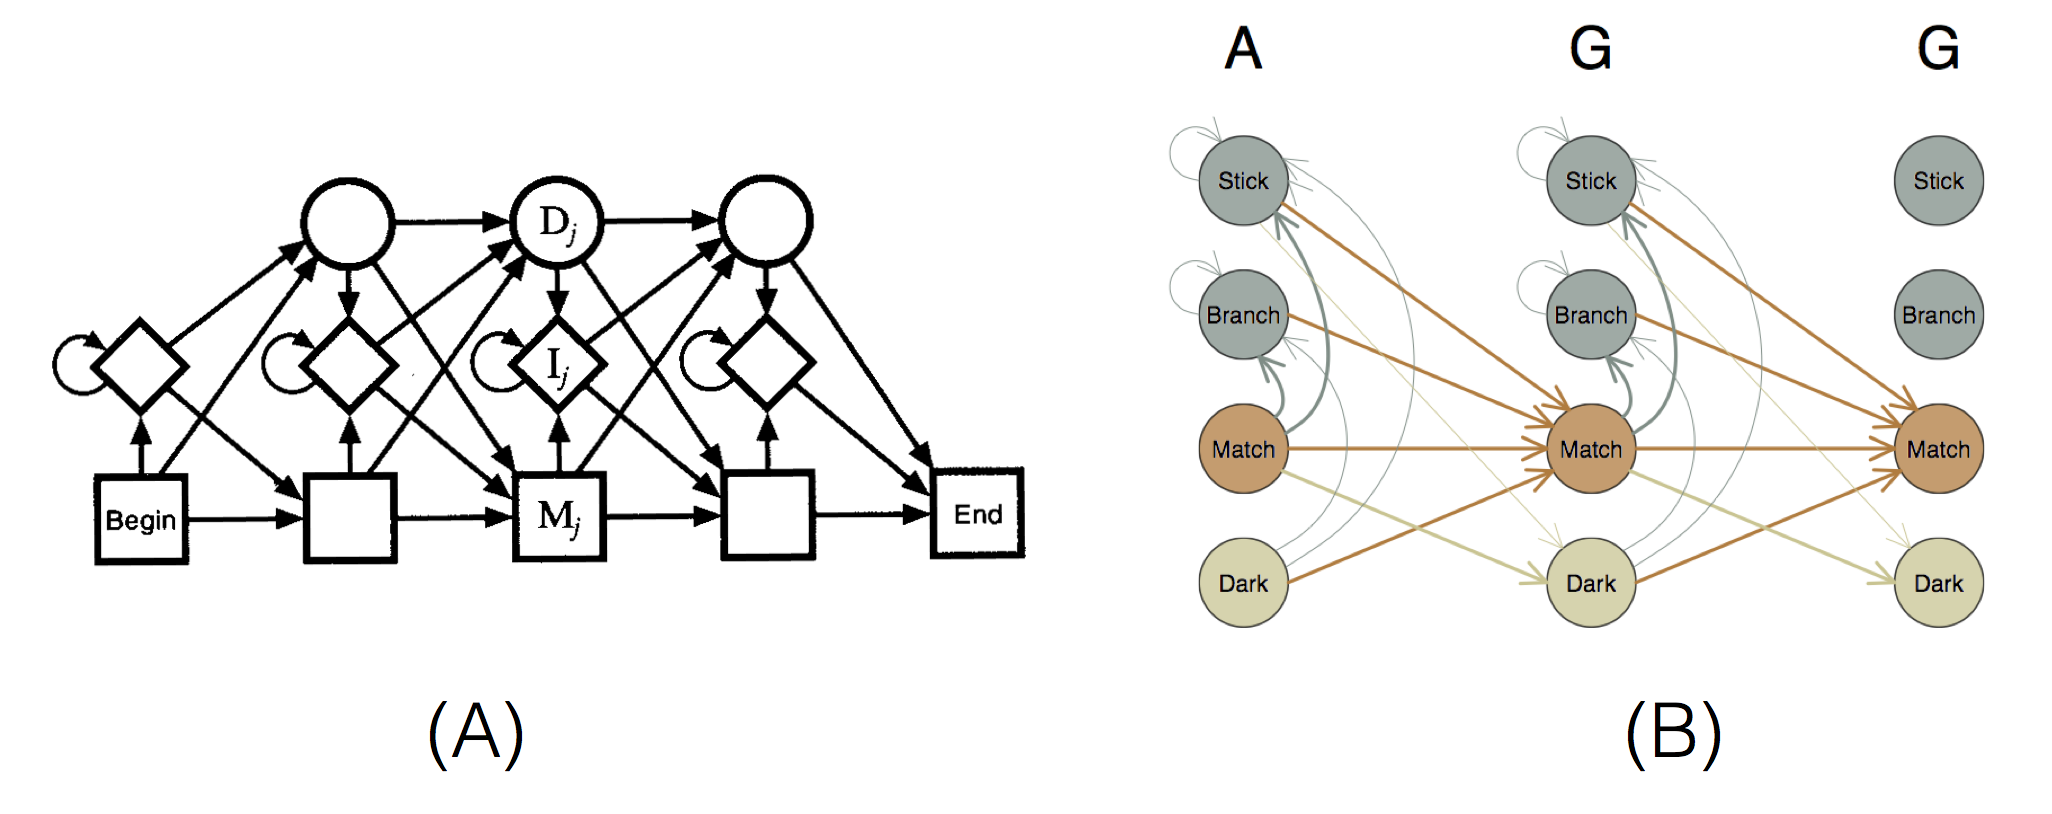 D_j
I_j
Begin
M_j
End
(A)
A G G
Stick Stick Stick
Branch Branch Branch
Match Match Match
Dark Dark Dark
(B)